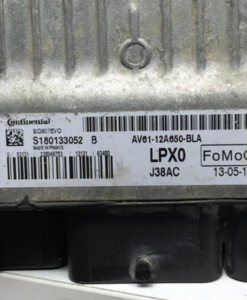 Continental
SID807EVO
S180133052 B
MADE IN FRANCE
AV61-12A650-BLA
LPX0
FoMoC
J38AC
13-05-1